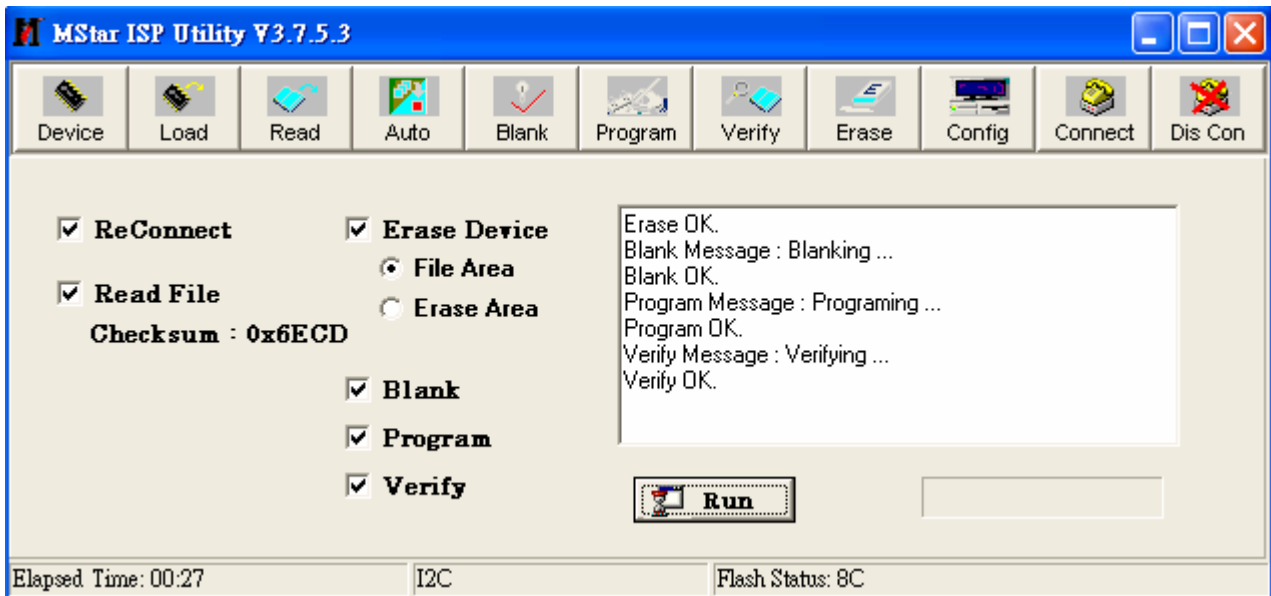 MStar ISP Utility V3.7.5.3
Device Load Read Auto Blank Program Verify Erase Config Connect Dis Con
ReConnect
Read File
Checksum : 0x6ECD
Erase Device
File Area
Erase Area
Blank
Program
Verify
Erase OK.
Blank Message : Blanking ...
Blank OK.
Program Message : Programing ...
Program OK.
Verify Message : Verifying ...
Verify OK.
Run
Elapsed Time: 00:27 I2C Flash Status: 8C